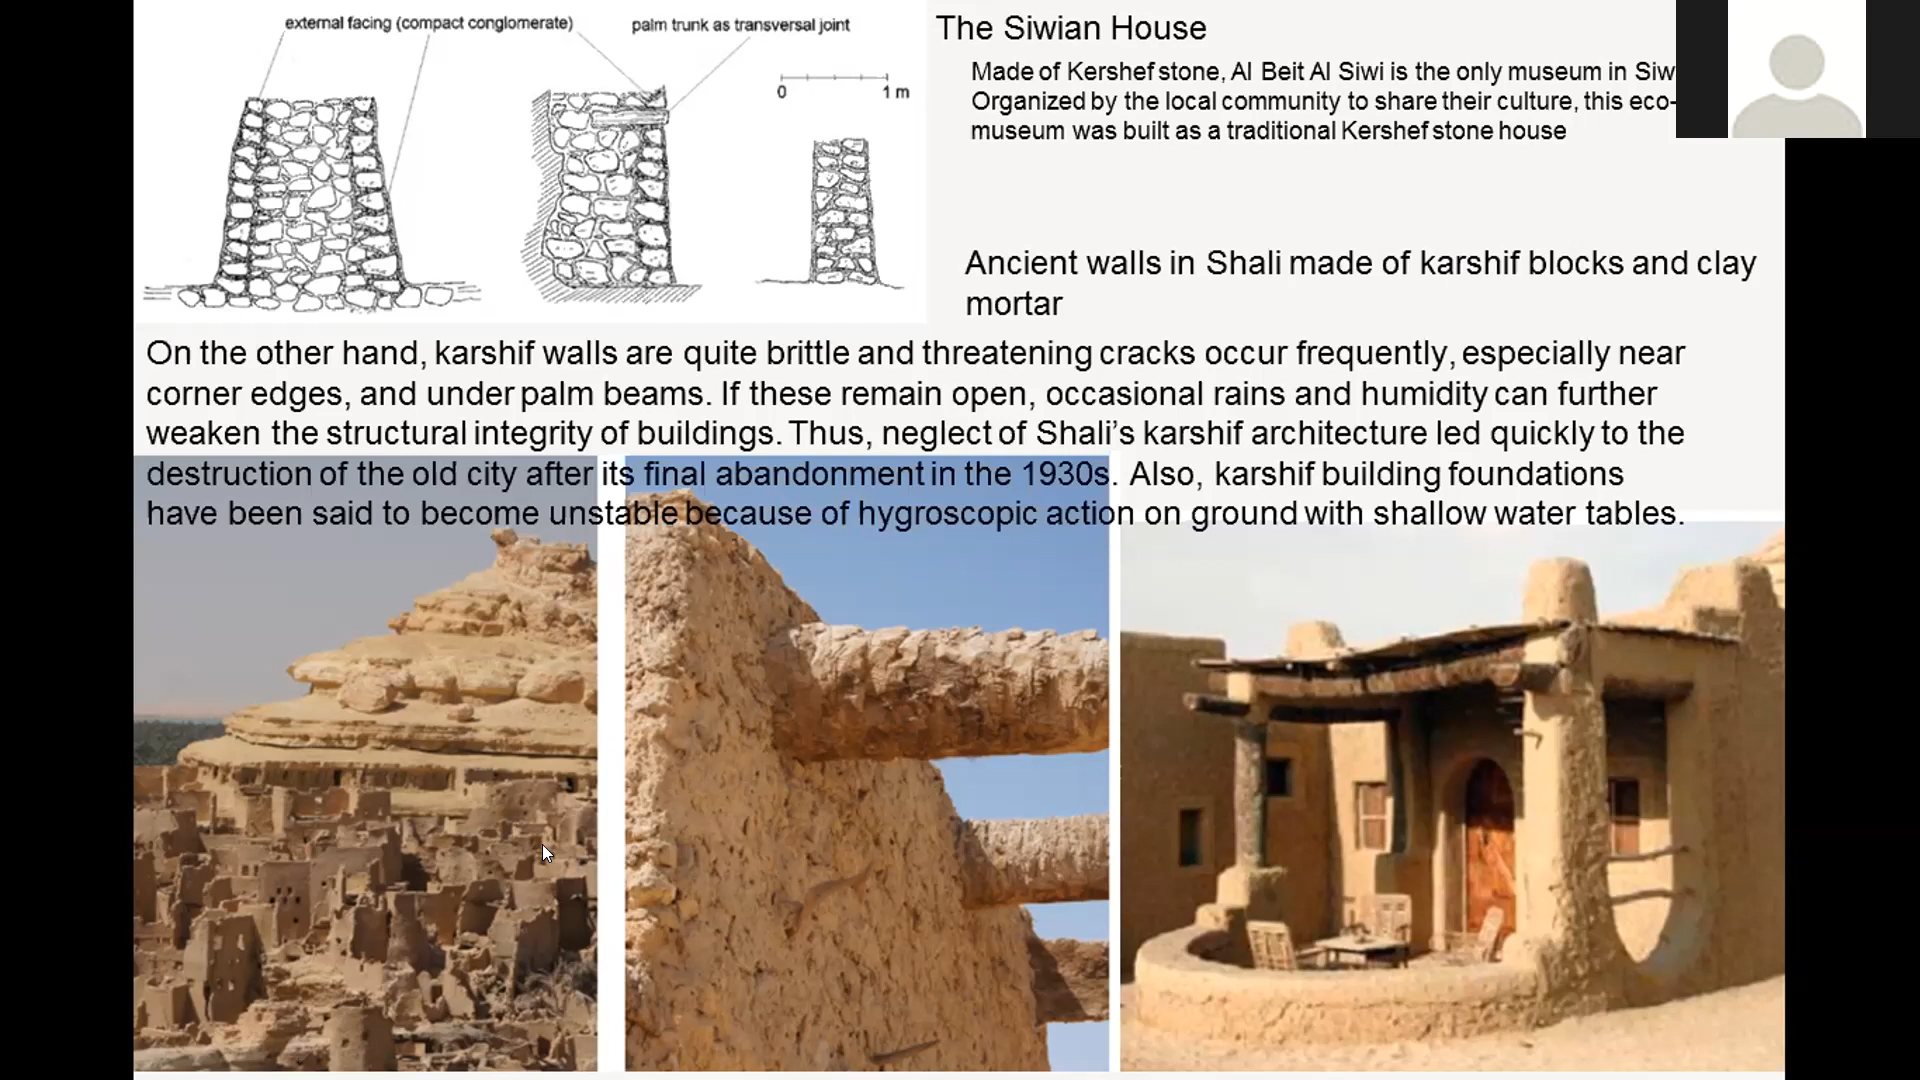 external facing (compact conglomerate)
palm trunk as transversal joint
0 1 m
The Siwian House
Made of Kershef stone, Al Beit Al Siwi is the only museum in Siw
Organized by the local community to share their culture, this eco-
museum was built as a traditional Kershef stone house
Ancient walls in Shali made of karshif blocks and clay
mortar
On the other hand, karshif walls are quite brittle and threatening cracks occur frequently, especially near
corner edges, and under palm beams. If these remain open, occasional rains and humidity can further
weaken the structural integrity of buildings. Thus, neglect of Shali’s karshif architecture led quickly to the
destruction of the old city after its final abandonment in the 1930s. Also, karshif building foundations
have been said to become unstable because of hygroscopic action on ground with shallow water tables.